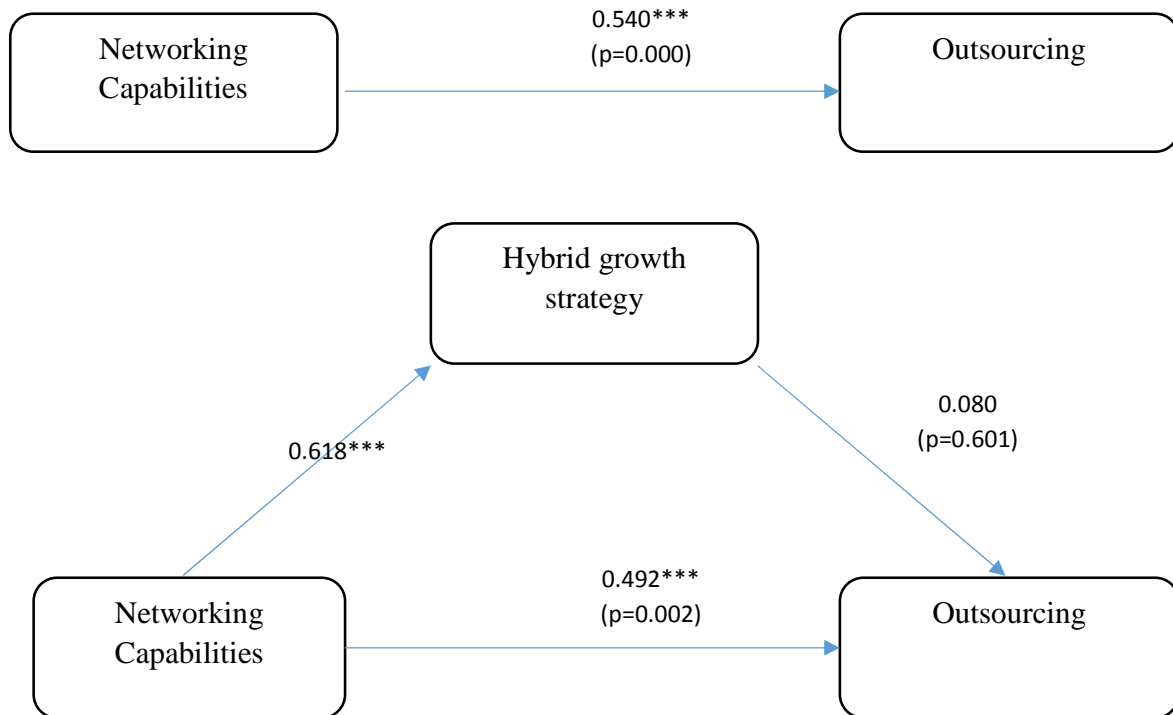 0.540***
(p=0.000)
Networking
Capabilities
Outsourcing
Hybrid growth
strategy
0.618***
0.080
(p=0.601)
0.492***
(p=0.002)
Networking
Capabilities
Outsourcing